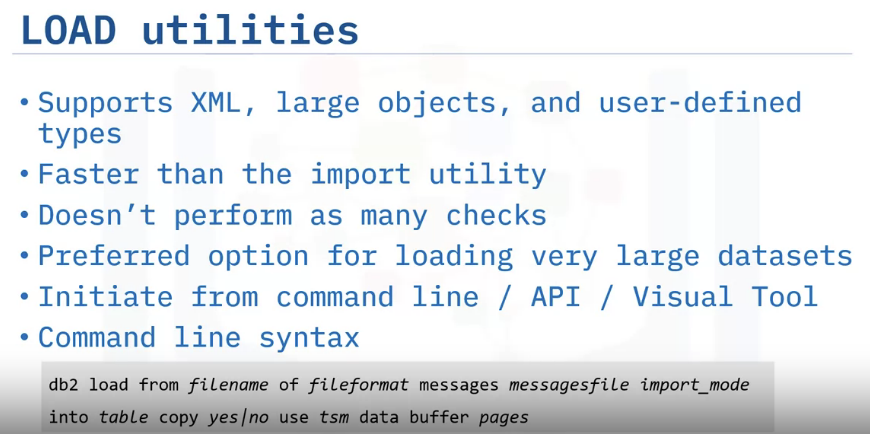 LOAD utilities
• Supports XML, large objects, and user-defined
types
• Faster than the import utility
• Doesn’t perform as many checks
• Preferred option for loading very large datasets
• Initiate from command line / API / Visual Tool
• Command line syntax
db2 load from filename of fileformat messages messagesfile import_mode
into table copy yes|no use tsm data buffer pages